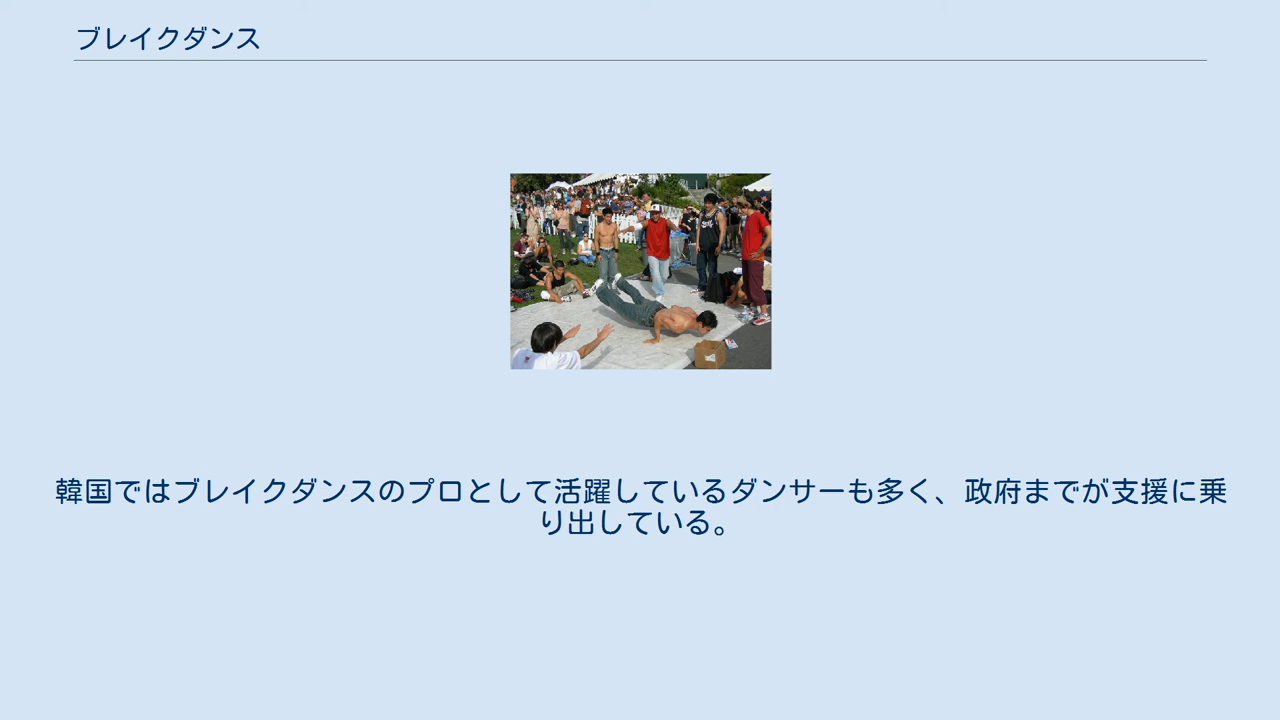 ブレイクダンス
韓国ではブレイクダンスのプロとして活躍しているダンサーも多く、政府までが支援に乗
り出している。